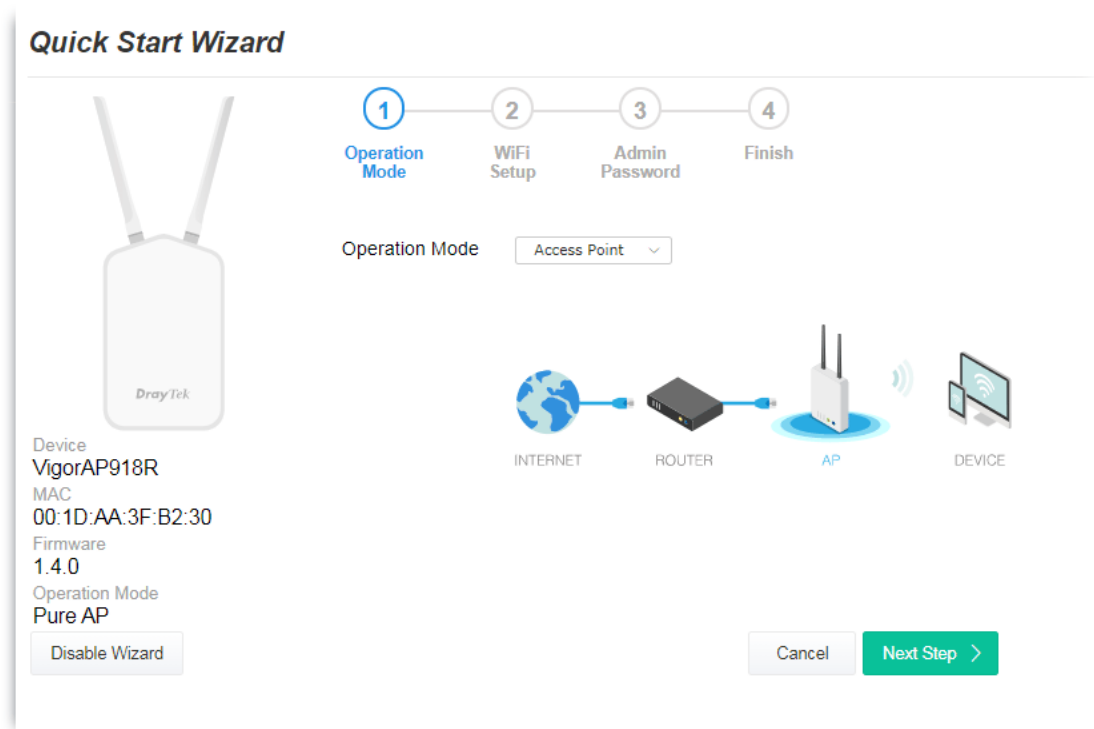 Quick Start Wizard
1
2
3
4
Operation
Mode
WiFi
Setup
Admin
Password
Finish
Operation Mode
Access Point
DrayTek
INTERNET
ROUTER
AP
DEVICE
Device
VigorAP918R
MAC
00:1D:AA:3F:B2:30
Firmware
1.4.0
Operation Mode
Pure AP
Disable Wizard
Cancel
Next Step